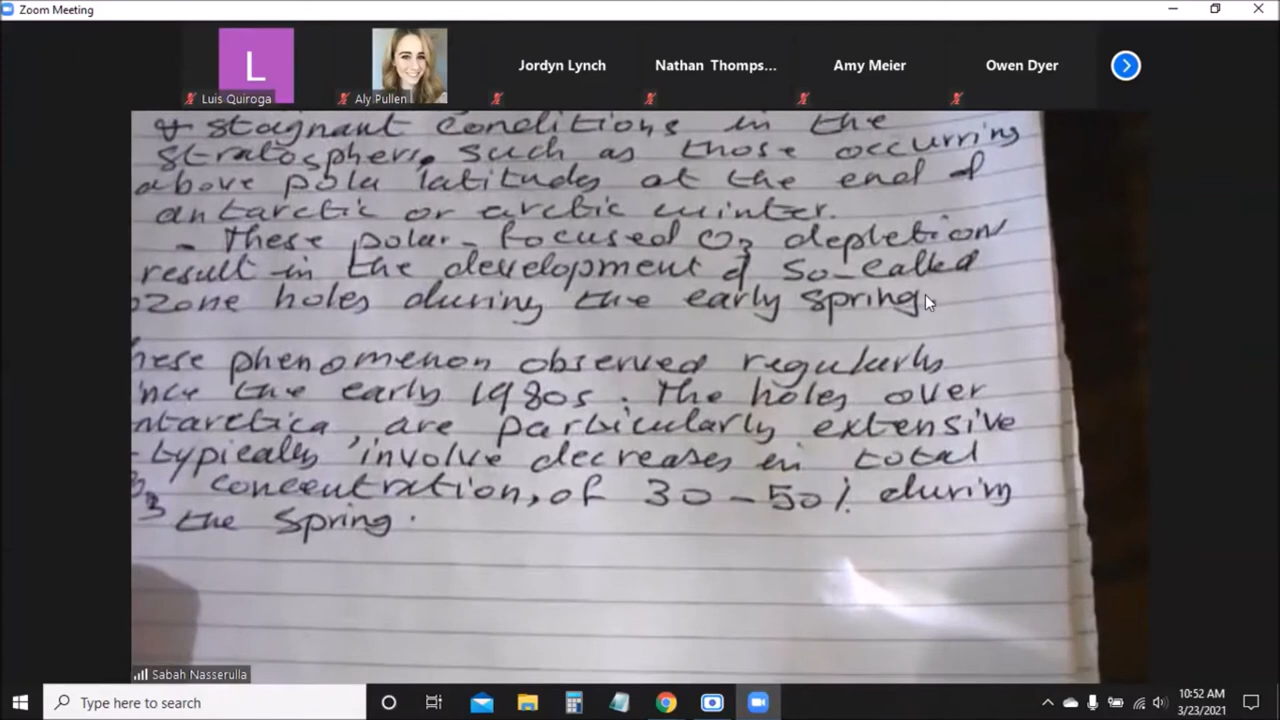 Zoom Meeting
L
Luis Quiroga
Aly Pullen
Jordyn Lynch
Nathan Thomps...
Amy Meier
Owen Dyer
& stagnant conditions in the
stratosphere. such as those occurring
above pola latitudes at the end of
antarctic or arctic winter.
- These polar-focused O3 depletion
result in the development of so-called
ozone holes during the early spring
hese phenomenon observed regularly
nce the early 1980s. The holes over
ntarctica, are particularly extensive
typically involve decreases in total
3 concentration, of 30-50% during
the spring.
Sabah Nasserulla
Type here to search
10:52 AM
3/23/2021